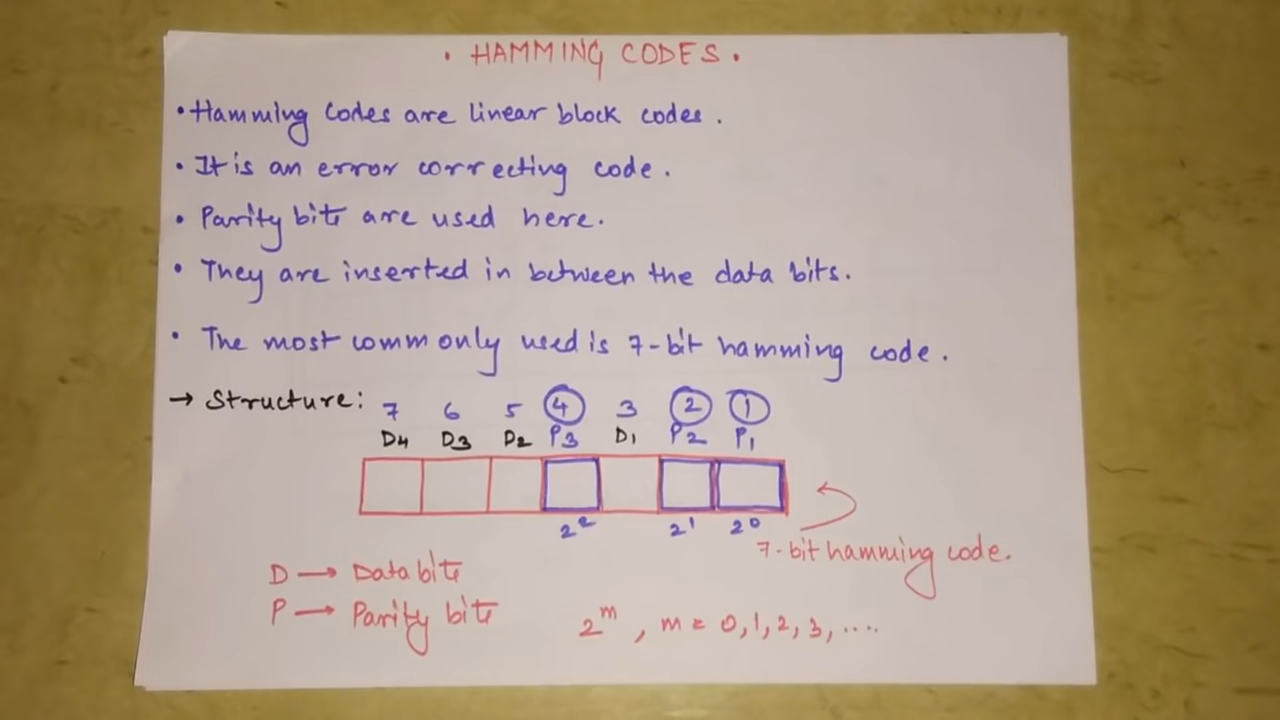 • HAMMING CODES •
• Hamming codes are linear block codes.
• It is an error correcting code.
• Parity bits are used here.
• They are inserted in between the data bits.
• The most commonly used is 7-bit hamming code.
→ Structure: 7 6 5 4 3 2 1
D4 D3 D2 P3 D1 P2 P1
2² 2¹ 2⁰
7-bit hamming code.
D → Data bits
P → Parity bits
2ᵐ, m = 0,1,2,3,....